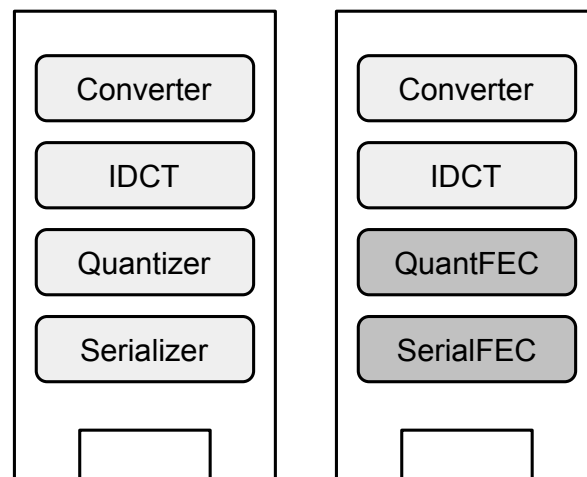 Converter
IDCT
Quantizer
Serializer
Converter
IDCT
QuantFEC
SerialFEC